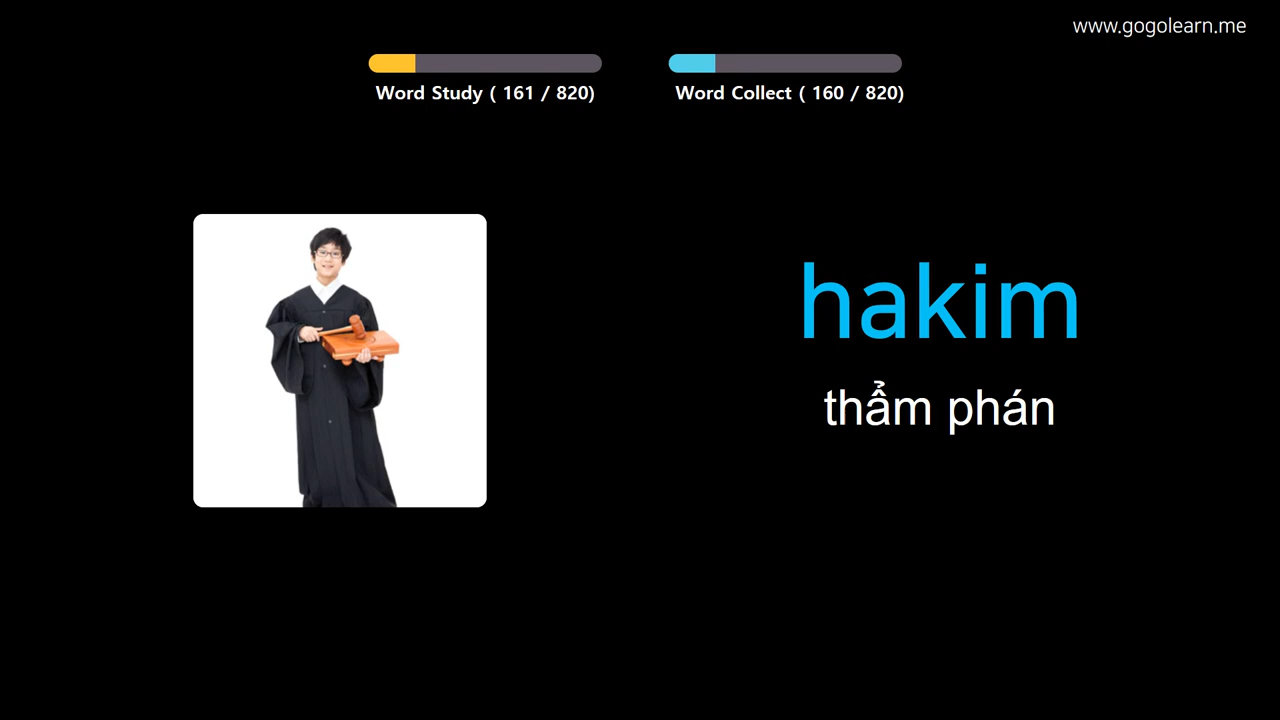 www.gogolearn.me
Word Study ( 161 / 820)
Word Collect ( 160 / 820)
hakim
thẩm phán